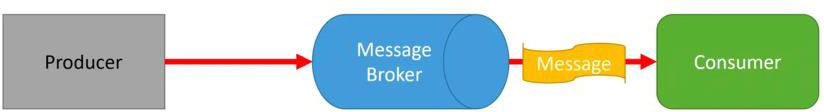 Producer
Message
Broker
Message
Consumer